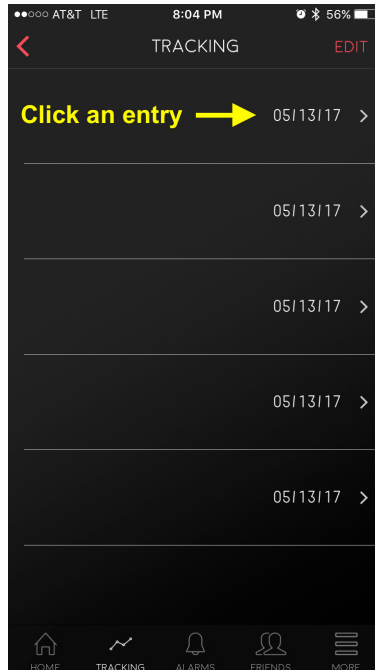 ●●○○○ AT&T LTE 8:04 PM 56%
TRACKING EDIT
Click an entry 05/13/17 >
05/13/17 >
05/13/17 >
05/13/17 >
05/13/17 >
HOME TRACKING ALARMS FRIENDS MORE